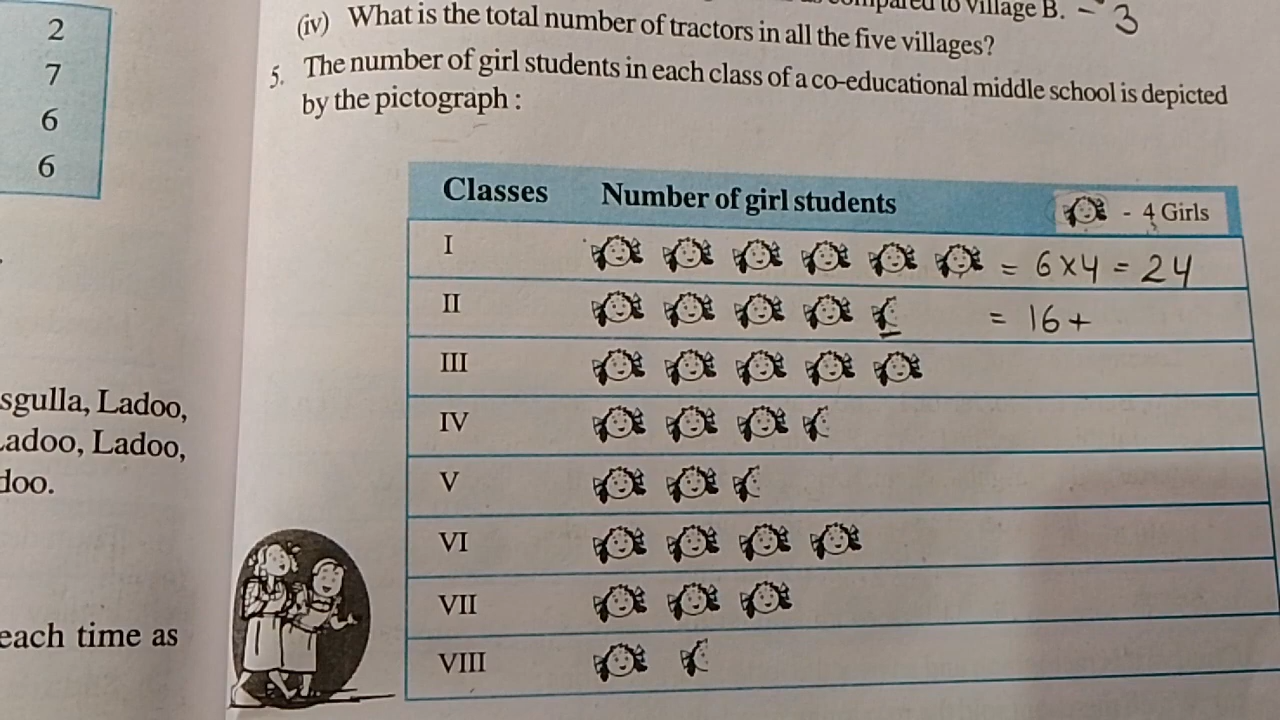 2
7
6
6
sgulla, Ladoo,
Ladoo, Ladoo,
doo.
each time as
compared to Village B. - 3
(iv) What is the total number of tractors in all the five villages?
5. The number of girl students in each class of a co-educational middle school is depicted
by the pictograph :
Classes Number of girl students - 4 Girls
I = 6×4 = 24
II = 16+
III
IV
V
VI
VII
VIII